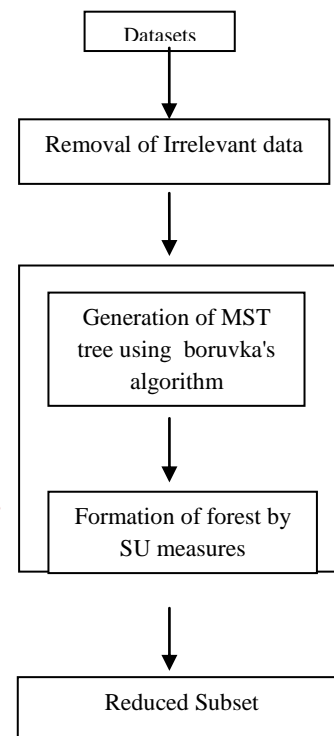 Datasets
Removal of Irrelevant data
Generation of MST
tree using boruvka's
algorithm
Formation of forest by
SU measures
Reduced Subset